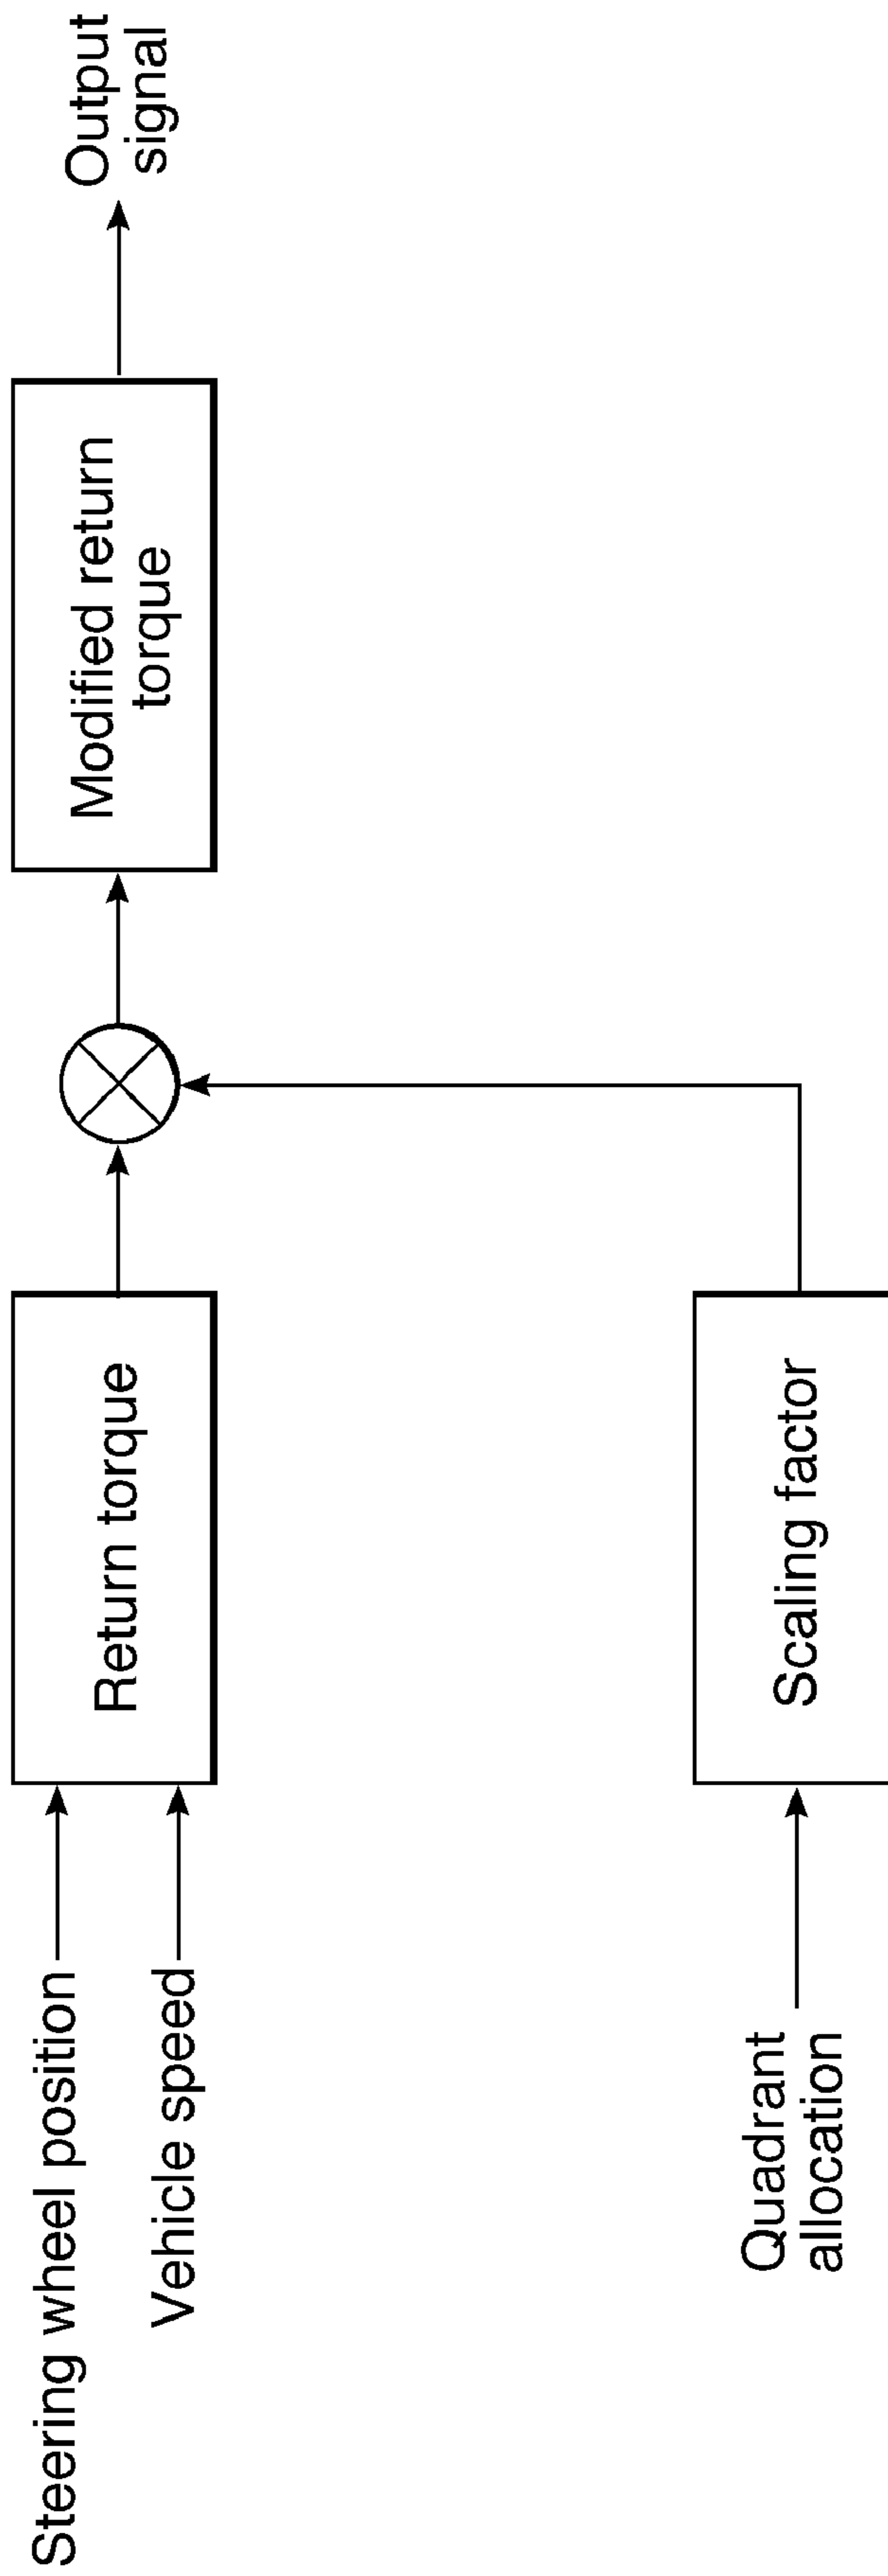 Steering wheel position
Vehicle speed
Return torque
Modified return
torque
Output
signal
Quadrant
allocation
Scaling factor